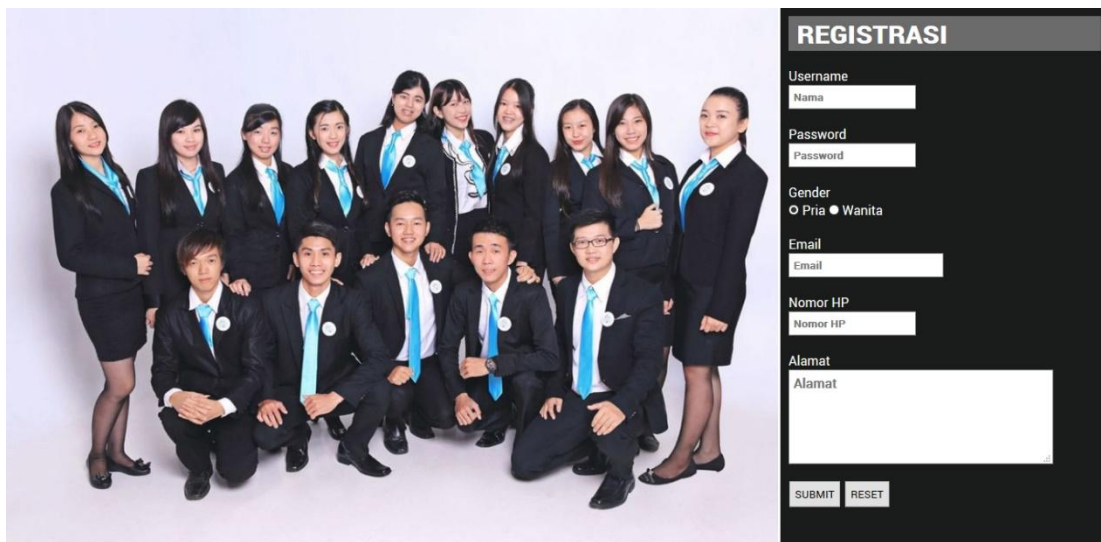 REGISTRASI
Username
Nama
Password
Password
Gender
Pria Wanita
Email
Email
Nomor HP
Nomor HP
Alamat
Alamat
SUBMIT RESET